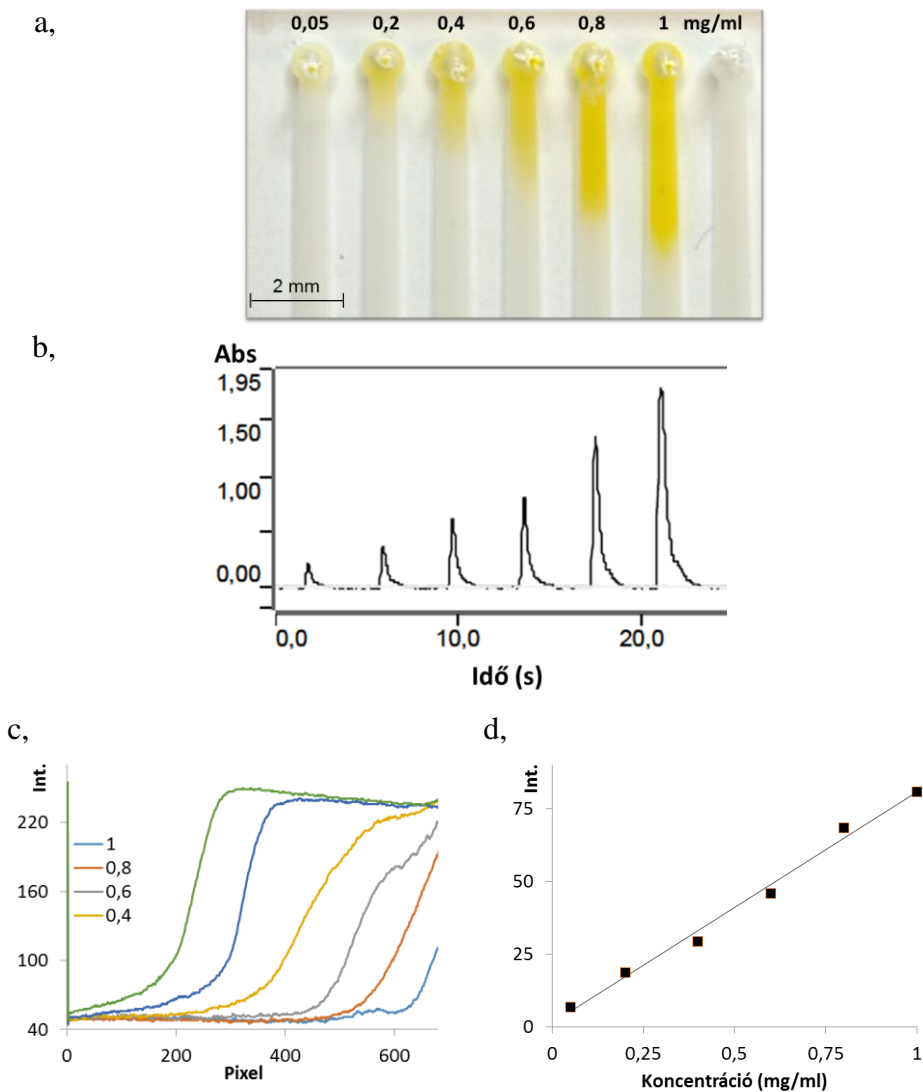 a,
0,05 0,2 0,4 0,6 0,8 1 mg/ml
2 mm
b,
Abs
1,95
1,50
1,00
0,00
0,0 10,0 20,0
Idő (s)
c,
Int.
220
160
100
40
1
0,8
0,6
0,4
0 200 400 600
Pixel
d,
Int.
75
50
25
0
0 0,25 0,5 0,75 1
Koncentráció (mg/ml)